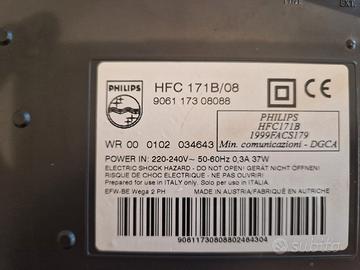 PHILIPS
HFC 171B/08
9061 173 08088
PHILIPS
HFC171B
1999FACS179
Min. comunicazioni - DGCA
WR 00 0102 034643
POWER IN: 220-240V~ 50-60Hz 0,3A 37W
ELECTRIC SHOCK HAZARD - DO NOT OPEN! GERÄT NICHT ÖFFNEN!
RISQUE DE CHOC ELECTRIQUE - NE PAS OUVRIR!
Prepared for use in ITALY only. Solo per uso in ITALIA.
EFW-BE Wega 2 PH
MADE IN AUSTRIA/FABRIQUÉ EN AUTRICHE
9061173080880248​4304
subito